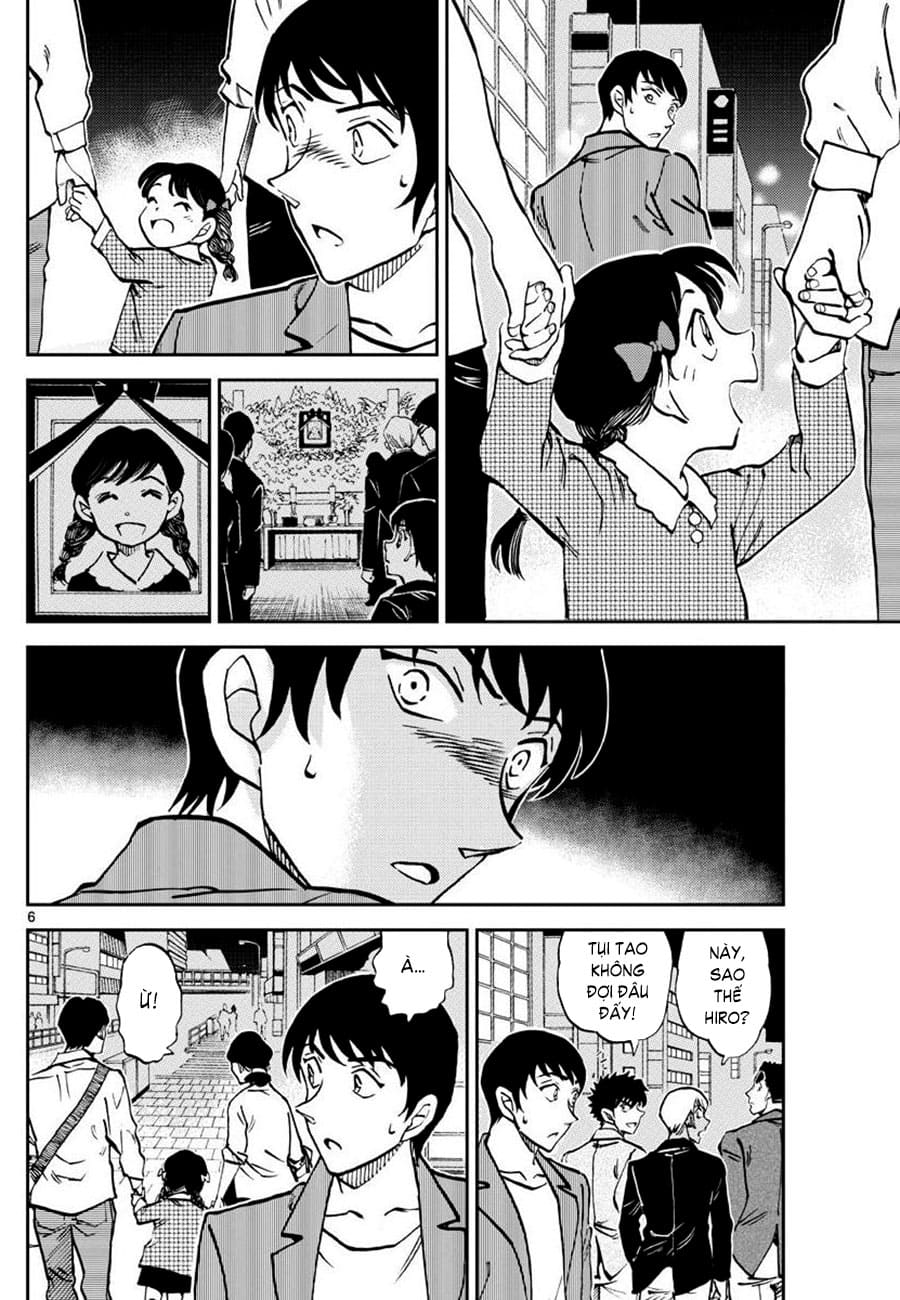 6
NÀY,
SAO
THẾ
HIRO?
TỤI TAO
KHÔNG
ĐỢI ĐÂU
ĐẤY!
À...
Ừ!